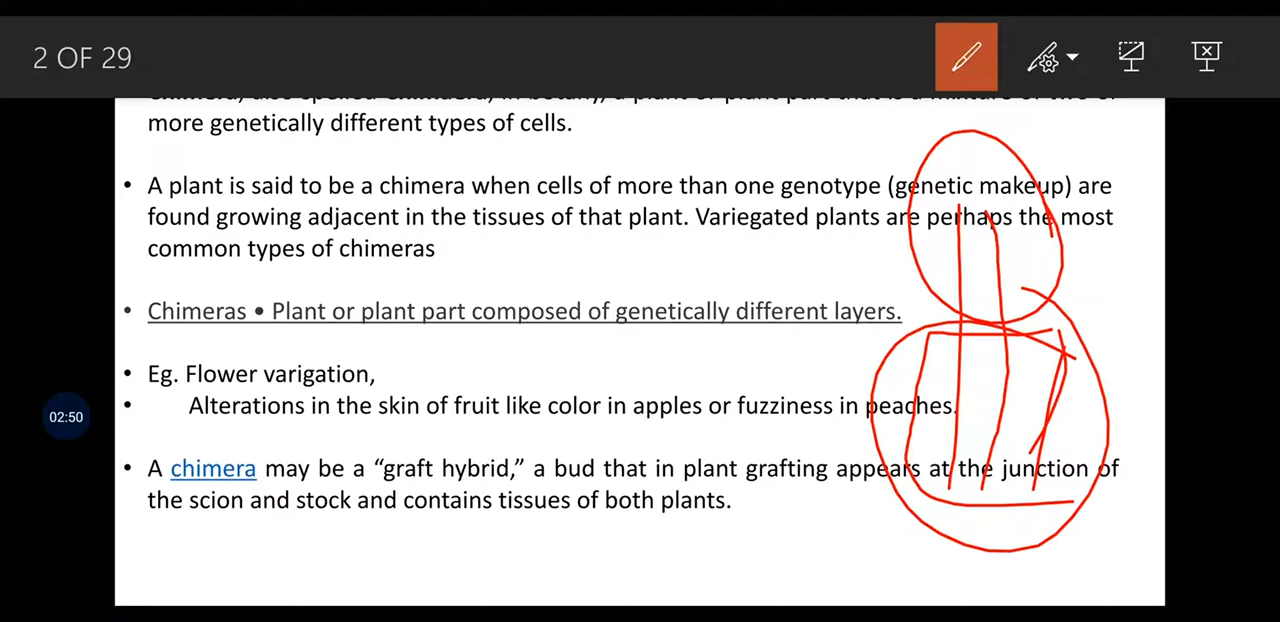 2 OF 29
more genetically different types of cells.
• A plant is said to be a chimera when cells of more than one genotype (genetic makeup) are
found growing adjacent in the tissues of that plant. Variegated plants are perhaps the most
common types of chimeras
• Chimeras • Plant or plant part composed of genetically different layers.
• Eg. Flower varigation,
• Alterations in the skin of fruit like color in apples or fuzziness in peaches.
02:50
• A chimera may be a “graft hybrid,” a bud that in plant grafting appears at the junction of
the scion and stock and contains tissues of both plants.